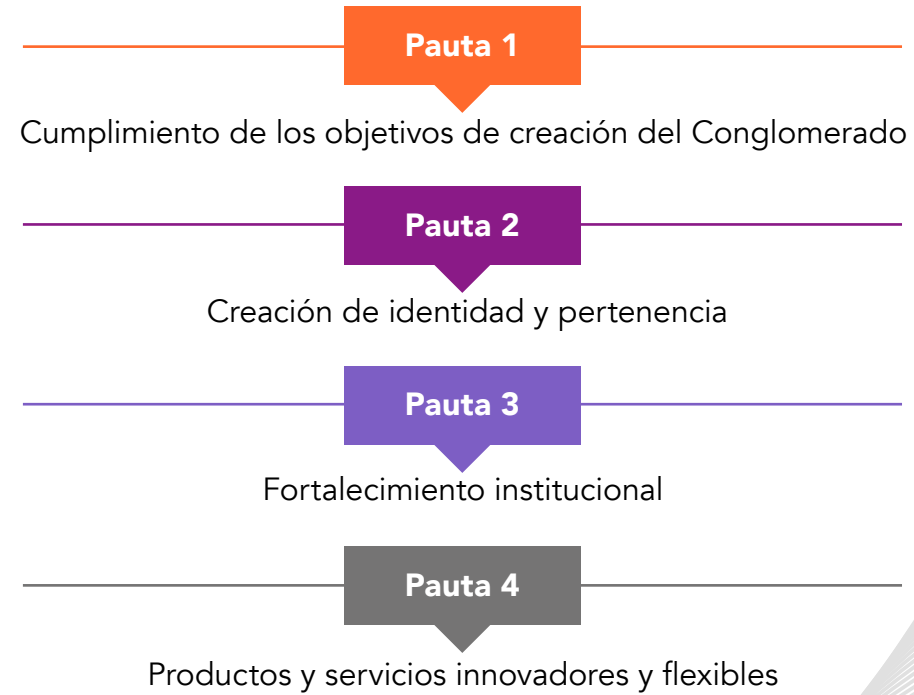 Pauta 1
Cumplimiento de los objetivos de creación del Conglomerado
Pauta 2
Creación de identidad y pertenencia
Pauta 3
Fortalecimiento institucional
Pauta 4
Productos y servicios innovadores y flexibles